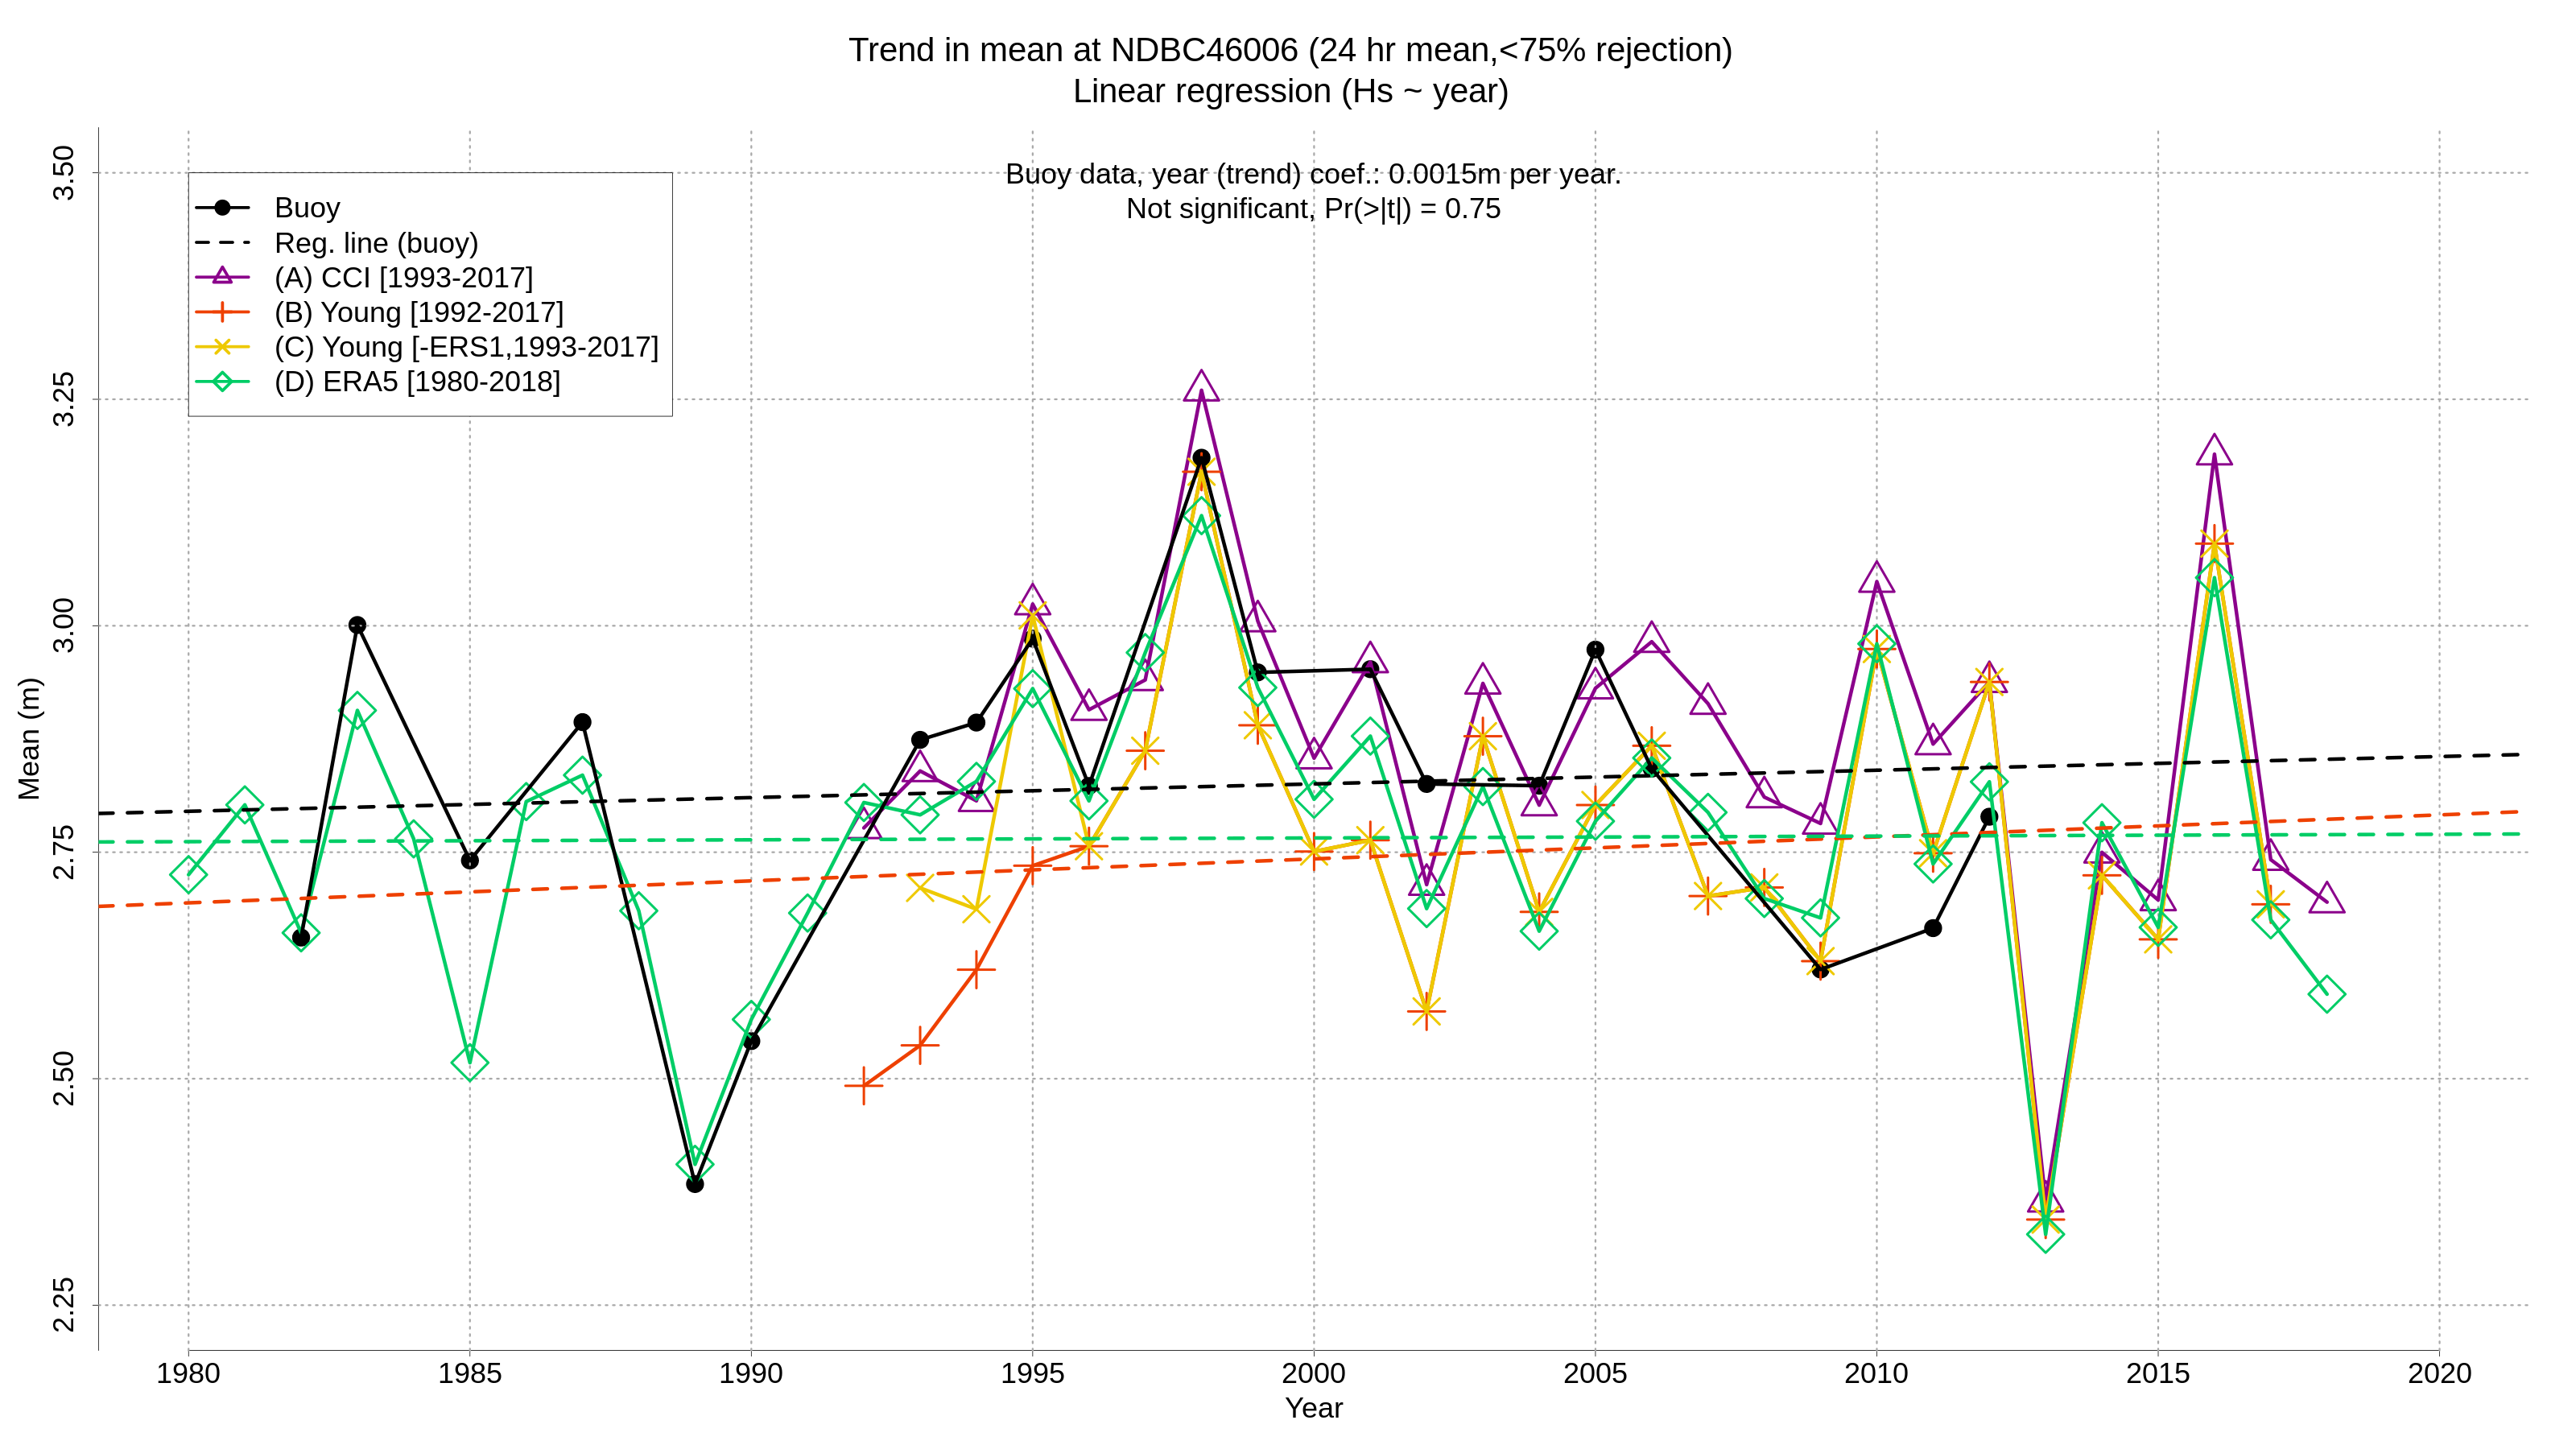 Trend in mean at NDBC46006 (24 hr mean,<75% rejection)
Linear regression (Hs ~ year)
Buoy data, year (trend) coef.: 0.0015m per year.
Not significant, Pr(>|t|) = 0.75
Buoy
Reg. line (buoy)
(A) CCI [1993-2017]
(B) Young [1992-2017]
(C) Young [-ERS1,1993-2017]
(D) ERA5 [1980-2018]
Mean (m)
3.50
3.25
3.00
2.75
2.50
2.25
1980 1985 1990 1995 2000 2005 2010 2015 2020
Year